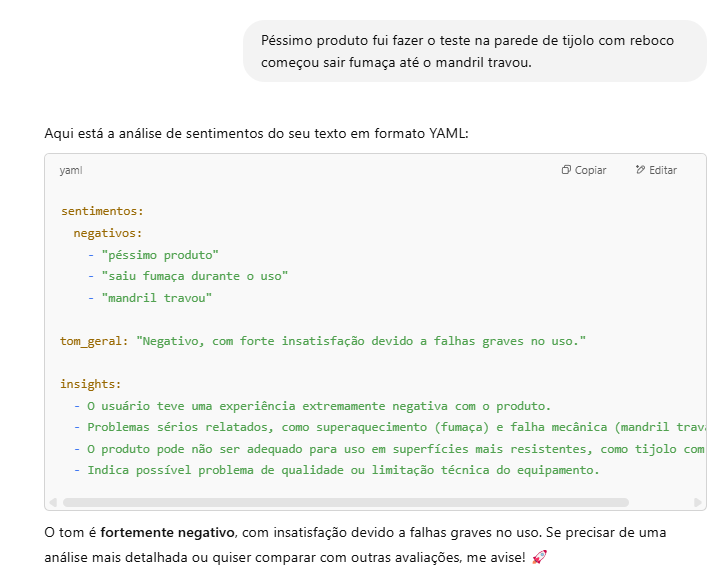 Péssimo produto fui fazer o teste na parede de tijolo com reboco
começou sair fumaça até o mandril travou.
Aqui está a análise de sentimentos do seu texto em formato YAML:
yaml
Copiar
Editar
sentimentos:
negativos:
- "péssimo produto"
- "saiu fumaça durante o uso"
- "mandril travou"
tom_geral: "Negativo, com forte insatisfação devido a falhas graves no uso."
insights:
- O usuário teve uma experiência extremamente negativa com o produto.
- Problemas sérios relatados, como superaquecimento (fumaça) e falha mecânica (mandril trav
- O produto pode não ser adequado para uso em superfícies mais resistentes, como tijolo com
- Indica possível problema de qualidade ou limitação técnica do equipamento.
O tom é fortemente negativo, com insatisfação devido a falhas graves no uso. Se precisar de uma
análise mais detalhada ou quiser comparar com outras avaliações, me avise! 🚀